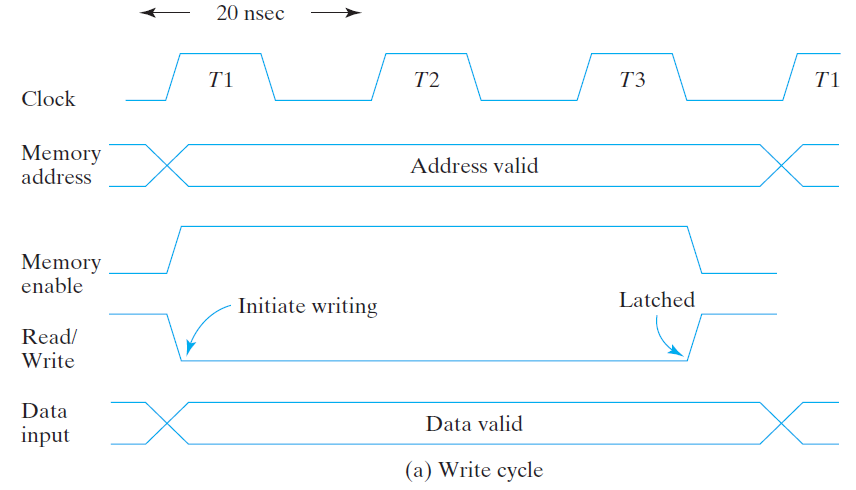 20 nsec
T1
T2
T3
T1
Clock
Memory
address
Address valid
Memory
enable
Initiate writing
Latched
Read/
Write
Data
input
Data valid
(a) Write cycle